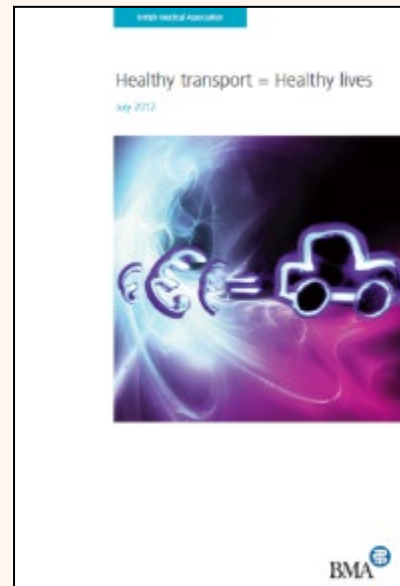 British Medical Association
Healthy transport = Healthy lives
July 2012
BMA